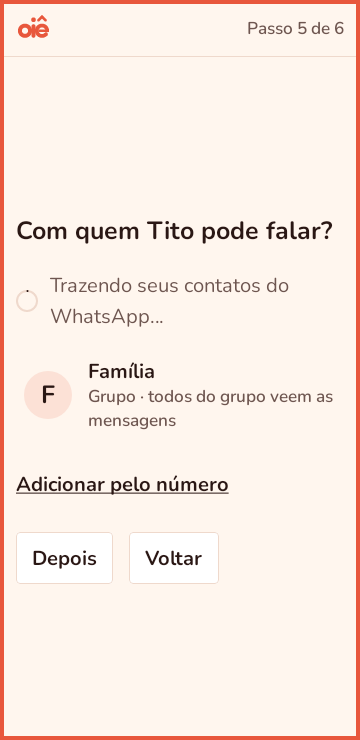 oiê
Passo 5 de 6
Com quem Tito pode falar?
Trazendo seus contatos do
WhatsApp...
F
Família
Grupo · todos do grupo veem as
mensagens
Adicionar pelo número
Depois
Voltar